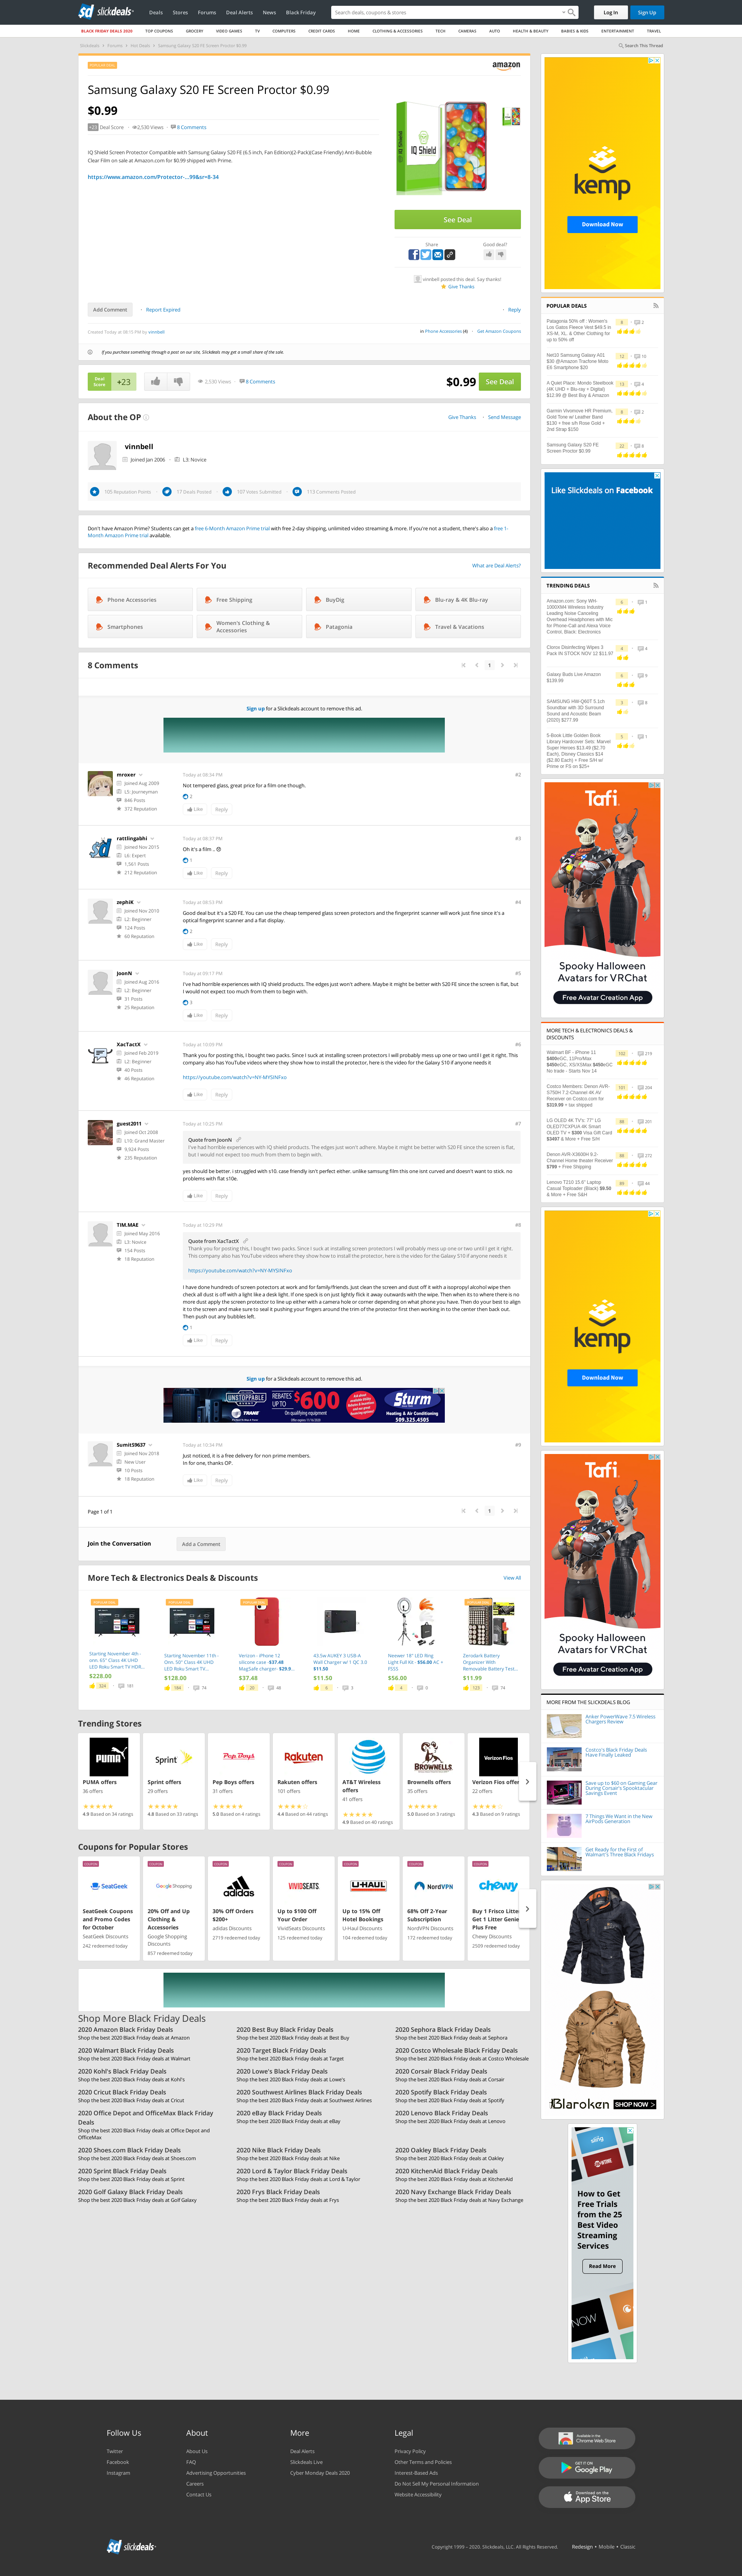 slickdeals
Deals Stores Forums Deal Alerts News Black Friday
Search deals, coupons & stores
Log In
Sign Up
BLACK FRIDAY DEALS 2020 TOP COUPONS GROCERY VIDEO GAMES TV COMPUTERS CREDIT CARDS HOME CLOTHING & ACCESSORIES TECH CAMERAS AUTO HEALTH & BEAUTY BABIES & KIDS ENTERTAINMENT TRAVEL
Slickdeals > Forums > Hot Deals > Samsung Galaxy S20 FE Screen Proctor $0.99
Search This Thread
amazon
Samsung Galaxy S20 FE Screen Proctor $0.99
$0.99
+23 Deal Score 2,530 Views 8 Comments
IQ Shield Screen Protector Compatible with Samsung Galaxy S20 FE (6.5 inch, Fan Edition)(2-Pack)(Case Friendly) Anti-Bubble
Clear Film on sale at Amazon.com for $0.99 shipped with Prime.
https://www.amazon.com/Protector-...99&sr=8-34
IQ Shield
See Deal
Share
Good deal?
vinnbell posted this deal. Say thanks!
Give Thanks
Add Comment
Report Expired
Reply
Created Today at 08:15 PM by vinnbell
in Phone Accessories (4) Get Amazon Coupons
If you purchase something through a post on our site, Slickdeals may get a small share of the sale.
Deal Score +23
2,530 Views 8 Comments
$0.99
See Deal
About the OP
Give Thanks Send Message
vinnbell
Joined Jan 2006 L3: Novice
105 Reputation Points 17 Deals Posted 107 Votes Submitted 113 Comments Posted
Don't have Amazon Prime? Students can get a free 6-Month Amazon Prime trial with free 2-day shipping, unlimited video streaming & more. If you're not a student, there's also a free 1-
Month Amazon Prime trial available.
Recommended Deal Alerts For You
What are Deal Alerts?
Phone Accessories
Free Shipping
BuyDig
Blu-ray & 4K Blu-ray
Smartphones
Women's Clothing &
Accessories
Patagonia
Travel & Vacations
8 Comments
1
Sign up for a Slickdeals account to remove this ad.
mroxer
Joined Aug 2009
L5: Journeyman
846 Posts
372 Reputation
Today at 08:34 PM
#2
Not tempered glass, great price for a film one though.
2
Like Reply
rattlingabhi
Joined Nov 2015
L6: Expert
1,561 Posts
212 Reputation
Today at 08:37 PM
#3
Oh it's a film ..
1
Like Reply
zephiK
Joined Nov 2010
L2: Beginner
124 Posts
60 Reputation
Today at 08:53 PM
#4
Good deal but it's a S20 FE. You can use the cheap tempered glass screen protectors and the fingerprint scanner will work just fine since it's a
optical fingerprint scanner and a flat display.
2
Like Reply
JoonN
Joined Aug 2016
L2: Beginner
31 Posts
25 Reputation
Today at 09:17 PM
#5
I've had horrible experiences with IQ shield products. The edges just won't adhere. Maybe it might be better with S20 FE since the screen is flat, but
I would not expect too much from them to begin with.
3
Like Reply
XacTactX
Joined Feb 2019
L2: Beginner
40 Posts
46 Reputation
Today at 10:09 PM
#6
Thank you for posting this, I bought two packs. Since I suck at installing screen protectors I will probably mess up one or two until I get it right. This
company also has YouTube videos where they show how to install the protector, here is the video for the Galaxy S10 if anyone needs it
https://youtube.com/watch?v=NY-MYSINFxo
Like Reply
guest2011
Joined Oct 2008
L10: Grand Master
9,924 Posts
235 Reputation
Today at 10:25 PM
#7
Quote from JoonN
I've had horrible experiences with IQ shield products. The edges just won't adhere. Maybe it might be better with S20 FE since the screen is flat,
but I would not expect too much from them to begin with.
yes should be better. i struggled with s10. case friendly isn't perfect either. unlike samsung film this one isnt curved and doesn't want to stick. no
problems with flat s10e.
Like Reply
TIM.MAE
Joined May 2016
L3: Novice
154 Posts
18 Reputation
Today at 10:29 PM
#8
Quote from XacTactX
Thank you for posting this, I bought two packs. Since I suck at installing screen protectors I will probably mess up one or two until I get it right.
This company also has YouTube videos where they show how to install the protector, here is the video for the Galaxy S10 if anyone needs it
https://youtube.com/watch?v=NY-MYSINFxo
I have done hundreds of screen protectors at work and for family/friends. Just clean the screen and dust off it with a isopropyl alcohol wipe. Then
check all dust is off with a light like a desk light. If one speck is on just lightly flick it away with the wipe. Then when its to where there is no or one
more dust apply the screen protector to line up ether with a camera hole or corner depending on what phone you have. Then to do it right align
it to the screen and make sure to seal it pushing your fingers around the trim of the protector first then working in to the center then back out.
Then push out any bubbles left.
1
Like Reply
Sign up for a Slickdeals account to remove this ad.
UNSTOPPABLE
TRANE
REBATES UP TO $600
On qualifying equipment
Sturm
Heating & Air Conditioning
509.325.4505
Sumit59637
Joined Nov 2018
New User
10 Posts
18 Reputation
Today at 10:34 PM
#9
Just noticed, it is a free delivery for non prime members.
In for one, thanks OP.
Like Reply
Page 1 of 1
1
Join the Conversation
Add a Comment
More Tech & Electronics Deals & Discounts
View All
Starting November 4th -
onn. 65" Class 4K UHD
LED Roku Smart TV HDR...
$228.00
324 181
Starting November 11th -
Onn. 50" Class 4K UHD
LED Roku Smart TV...
$128.00
184 74
Verizon - iPhone 12
silicone case -$37.48
MagSafe charger- $29.9...
$37.48
20 48
43.5w AUKEY 3 USB-A
Wall Charger w/ 1 QC 3.0
$11.50
$11.50
6 3
Neewer 18" LED Ring
Light Full Kit - $56.00 AC +
FSSS
$56.00
4 0
Zerodark Battery
Organizer With
Removable Battery Test...
$11.99
123 74
Trending Stores
PUMA
PUMA offers
36 offers
4.9 Based on 34 ratings
Sprint
Sprint offers
29 offers
4.8 Based on 33 ratings
Pep Boys
Pep Boys offers
31 offers
5.0 Based on 4 ratings
Rakuten
Rakuten offers
101 offers
4.4 Based on 44 ratings
AT&T Wireless
offers
41 offers
4.9 Based on 40 ratings
BROWNELLS
Brownells offers
35 offers
5.0 Based on 3 ratings
Verizon Fios
Verizon Fios offers
22 offers
4.3 Based on 9 ratings
Coupons for Popular Stores
COUPON
SeatGeek
SeatGeek Coupons
and Promo Codes
for October
SeatGeek Discounts
242 redeemed today
COUPON
Google Shopping
20% Off and Up
Clothing &
Accessories
Google Shopping
Discounts
857 redeemed today
COUPON
adidas
30% Off Orders
$200+
adidas Discounts
2719 redeemed today
COUPON
VIVIDSEATS
Up to $100 Off
Your Order
VividSeats Discounts
125 redeemed today
COUPON
U-HAUL
Up to 15% Off
Hotel Bookings
U-Haul Discounts
104 redeemed today
COUPON
NordVPN
68% Off 2-Year
Subscription
NordVPN Discounts
172 redeemed today
COUPON
chewy
Buy 1 Frisco Litter
Get 1 Litter Genie
Plus Free
Chewy Discounts
2509 redeemed today
Shop More Black Friday Deals
2020 Amazon Black Friday Deals
Shop the best 2020 Black Friday deals at Amazon
2020 Best Buy Black Friday Deals
Shop the best 2020 Black Friday deals at Best Buy
2020 Sephora Black Friday Deals
Shop the best 2020 Black Friday deals at Sephora
2020 Walmart Black Friday Deals
Shop the best 2020 Black Friday deals at Walmart
2020 Target Black Friday Deals
Shop the best 2020 Black Friday deals at Target
2020 Costco Wholesale Black Friday Deals
Shop the best 2020 Black Friday deals at Costco Wholesale
2020 Kohl's Black Friday Deals
Shop the best 2020 Black Friday deals at Kohl's
2020 Lowe's Black Friday Deals
Shop the best 2020 Black Friday deals at Lowe's
2020 Corsair Black Friday Deals
Shop the best 2020 Black Friday deals at Corsair
2020 Cricut Black Friday Deals
Shop the best 2020 Black Friday deals at Cricut
2020 Southwest Airlines Black Friday Deals
Shop the best 2020 Black Friday deals at Southwest Airlines
2020 Spotify Black Friday Deals
Shop the best 2020 Black Friday deals at Spotify
2020 Office Depot and OfficeMax Black Friday
Deals
Shop the best 2020 Black Friday deals at Office Depot and
OfficeMax
2020 eBay Black Friday Deals
Shop the best 2020 Black Friday deals at eBay
2020 Lenovo Black Friday Deals
Shop the best 2020 Black Friday deals at Lenovo
2020 Shoes.com Black Friday Deals
Shop the best 2020 Black Friday deals at Shoes.com
2020 Nike Black Friday Deals
Shop the best 2020 Black Friday deals at Nike
2020 Oakley Black Friday Deals
Shop the best 2020 Black Friday deals at Oakley
2020 Sprint Black Friday Deals
Shop the best 2020 Black Friday deals at Sprint
2020 Lord & Taylor Black Friday Deals
Shop the best 2020 Black Friday deals at Lord & Taylor
2020 KitchenAid Black Friday Deals
Shop the best 2020 Black Friday deals at KitchenAid
2020 Golf Galaxy Black Friday Deals
Shop the best 2020 Black Friday deals at Golf Galaxy
2020 Frys Black Friday Deals
Shop the best 2020 Black Friday deals at Frys
2020 Navy Exchange Black Friday Deals
Shop the best 2020 Black Friday deals at Navy Exchange
kemp
Download Now
POPULAR DEALS
Patagonia 50% off : Women's
Los Gatos Fleece Vest $49.5 in
XS-M, XL. & Other Clothing for
up to 50% off
Net10 Samsung Galaxy A01
$30 @Amazon Tracfone Moto
E6 Smartphone $20
12 16
A Quiet Place: Mondo Steelbook
(4K UHD + Blu-ray + Digital)
$12.99 @ Best Buy & Amazon
13 4
Garmin Vivomove HR Premium,
Gold Tone w/ Leather Band
$130 + free s/h Rose Gold +
2nd Strap $150
Samsung Galaxy S20 FE
Screen Proctor $0.99
22 8
Like Slickdeals on Facebook
TRENDING DEALS
Amazon.com: Sony WH-
1000XM4 Wireless Industry
Leading Noise Canceling
Overhead Headphones with Mic
for Phone-Call and Alexa Voice
Control, Black: Electronics
Clorox Disinfecting Wipes 3
Pack IN STOCK NOV 12 $11.97
Galaxy Buds Live Amazon
$139.99
SAMSUNG HW-Q60T 5.1ch
Soundbar with 3D Surround
Sound and Acoustic Beam
(2020) $277.99
5-Book Little Golden Book
Library Hardcover Sets: Marvel
Super Heroes $13.49 ($2.70
Each), Disney Classics $14
($2.80 Each) + Free S/H w/
Prime or FS on $25+
Tafi
Spooky Halloween
Avatars for VRChat
Free Avatar Creation App
MORE TECH & ELECTRONICS DEALS &
DISCOUNTS
Walmart BF - iPhone 11
$400eGC, 11Pro/Max
$450eGC, XS/XSMax $450eGC
No trade - Starts Nov 14
102 219
Costco Members: Denon AVR-
S750H 7.2-Channel 4K AV
Receiver on Costco.com for
$319.99 + tax shipped
101 204
LG OLED 4K TV's: 77" LG
OLED77CXPUA 4K Smart
OLED TV + $300 Visa Gift Card
$3497 & More + Free S/H
Denon AVR-X3600H 9.2-
Channel Home theater Receiver
$799 + Free Shipping
Lenovo T210 15.6" Laptop
Casual Toploader (Black) $9.50
& More + Free S&H
kemp
Download Now
Tafi
Spooky Halloween
Avatars for VRChat
Free Avatar Creation App
MORE FROM THE SLICKDEALS BLOG
Anker PowerWave 7.5 Wireless
Chargers Review
Costco's Black Friday Deals
Have Finally Leaked
Save up to $60 on Gaming Gear
During Corsair's Spooktacular
Savings Event
7 Things We Want in the New
AirPods Generation
Get Ready for the First of
Walmart's Three Black Fridays
Blaroken
SHOP NOW >
sling
SHOWTIME
How to Get
Free Trials
from the 25
Best Video
Streaming
Services
Read More
NOW
Follow Us
Twitter
Facebook
Instagram
About
About Us
FAQ
Advertising Opportunities
Careers
Contact Us
More
Deal Alerts
Slickdeals Live
Cyber Monday Deals 2020
Legal
Privacy Policy
Other Terms and Policies
Interest-Based Ads
Do Not Sell My Personal Information
Website Accessibility
Available in the
Chrome Web Store
GET IT ON
Google Play
Download on the
App Store
slickdeals
Copyright 1999 - 2020. Slickdeals, LLC. All Rights Reserved.
Redesign • Mobile • Classic